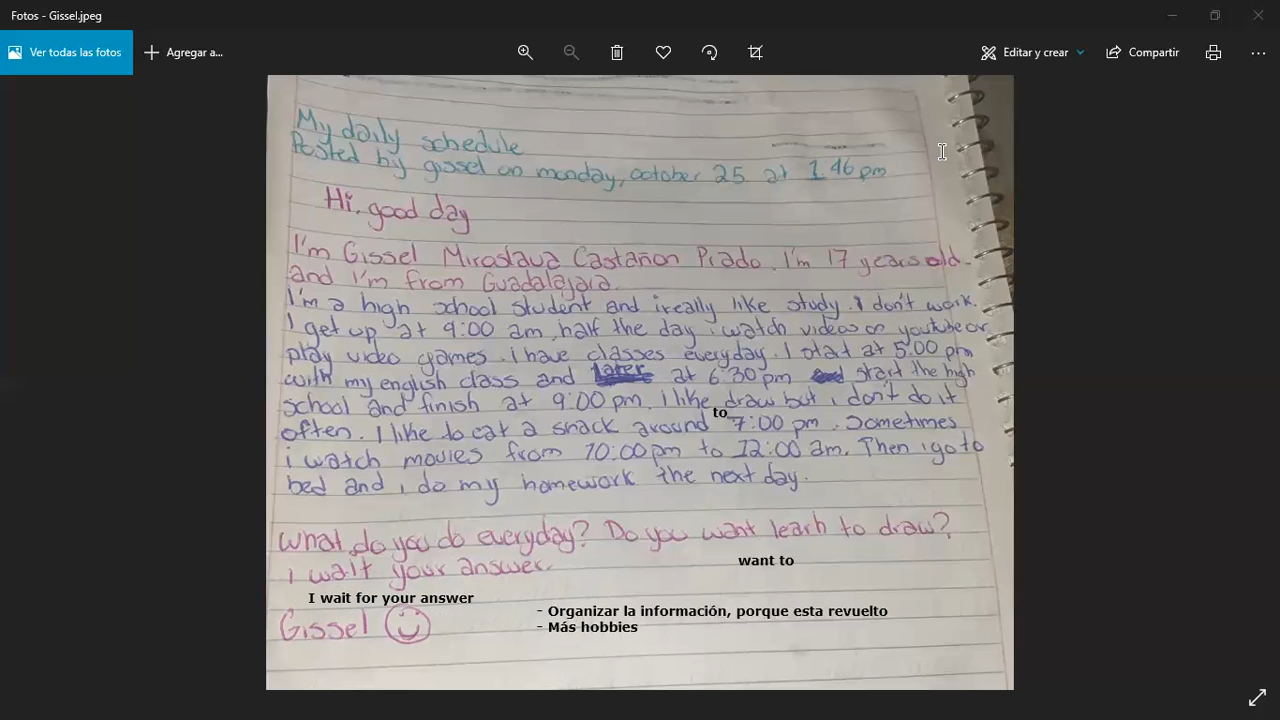 Fotos - Gissel.jpeg
Ver todas las fotos
Agregar a...
Editar y crear
Compartir
My daily schedule
Posted by gissel on monday, october 25 at 1 46 pm
Hi, good day
I'm Gissel Miroslava Castañon Prado. I'm 17 years old.
and I'm from Guadalajara.
I'm a high school student and i really like study. I don't work.
I get up at 9:00 am, half the day i watch videos on youtube or
play video games. i have classes everyday. I start at 5:00 pm
with my english class and later at 6:30 pm start the high
school and finish at 9:00 pm. I like draw but i don't do it
to
often. I like to eat a snack around 7:00 pm. Sometimes
i watch movies from 10:00 pm to 12:00 am. Then i go to
bed and i do my homework the next day.
What do you do everyday? Do you want learn to draw?
want to
i wait your answer.
I wait for your answer
- Organizar la información, porque esta revuelto
- Más hobbies
Gissel